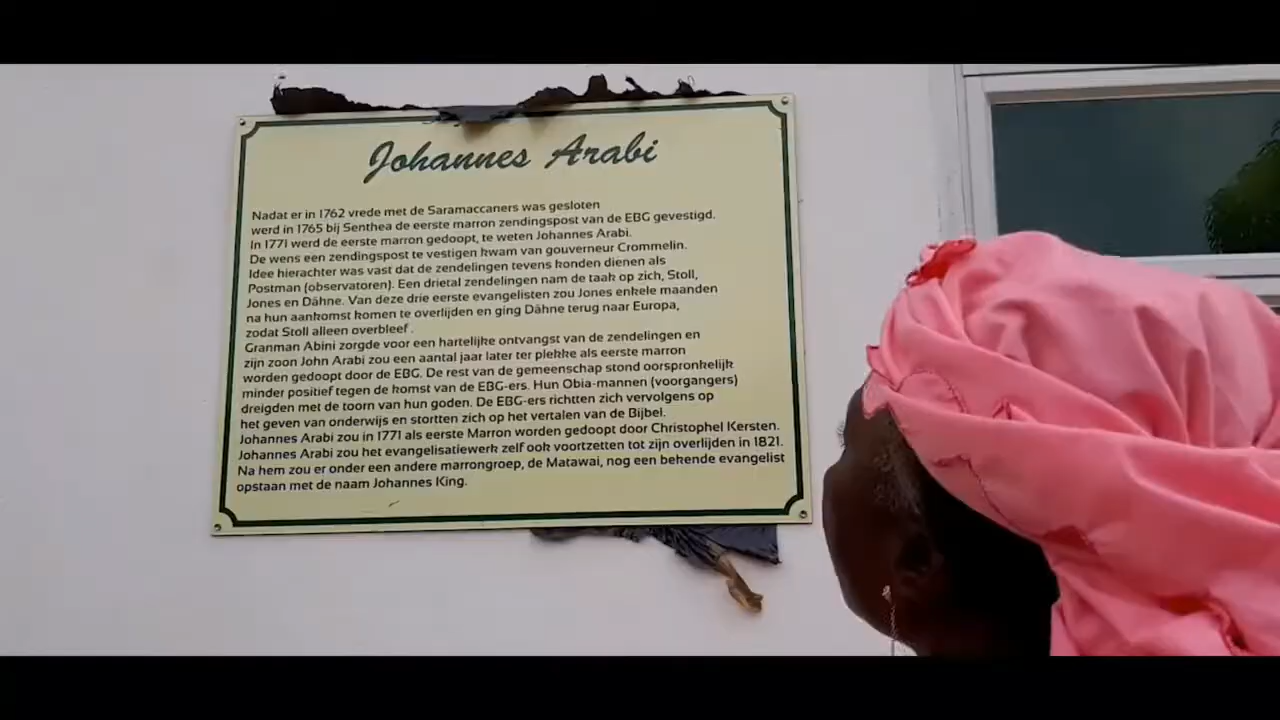 Johannes Arabi
Nadat er in 1762 vrede met de Saramaccaners was gesloten
werd in 1765 bij Senthea de eerste marron zendingspost van de EBG gevestigd.
In 1771 werd de eerste marron gedoopt, te weten Johannes Arabi.
De wens een zendingspost te vestigen kwam van gouverneur Crommelin.
Idee hierachter was vast dat de zendelingen tevens konden dienen als
Postman (observatoren). Een drietal zendelingen nam de taak op zich, Stoll,
Jones en Dähne. Van deze drie eerste evangelisten zou Jones enkele maanden
na hun aankomst komen te overlijden en ging Dähne terug naar Europa,
zodat Stoll alleen overbleef.
Granman Abini zorgde voor een hartelijke ontvangst van de zendelingen en
zijn zoon John Arabi zou een aantal jaar later ter plekke als eerste marron
worden gedoopt door de EBG. De rest van de gemeenschap stond oorspronkelijk
minder positief tegen de komst van de EBG-ers. Hun Obia-mannen (voorgangers)
dreigden met de toorn van hun goden. De EBG-ers richtten zich vervolgens op
het geven van onderwijs en stortten zich op het vertalen van de Bijbel.
Johannes Arabi zou in 1771 als eerste Marron worden gedoopt door Christophel Kersten.
Johannes Arabi zou het evangelisatiewerk zelf ook voortzetten tot zijn overlijden in 1821.
Na hem zou er onder een andere marrongroep, de Matawai, nog een bekende evangelist
opstaan met de naam Johannes King.